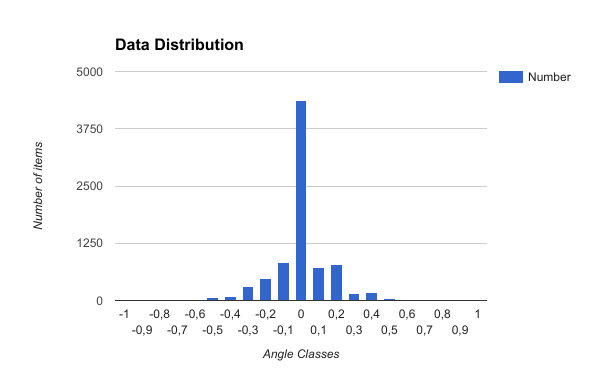 Data Distribution
5000
Number
3750
2500
1250
0
Number of items
-1 -0,8 -0,6 -0,4 -0,2 0 0,2 0,4 0,6 0,8 1
-0,9 -0,7 -0,5 -0,3 -0,1 0,1 0,3 0,5 0,7 0,9
Angle Classes